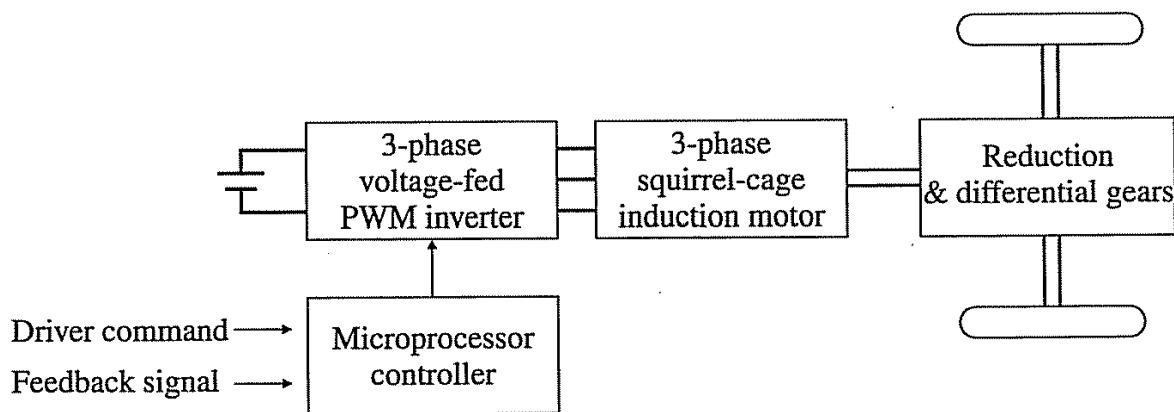 3-phase
voltage-fed
PWM inverter
3-phase
squirrel-cage
induction motor
Reduction
& differential gears
Driver command
Feedback signal
Microprocessor
controller